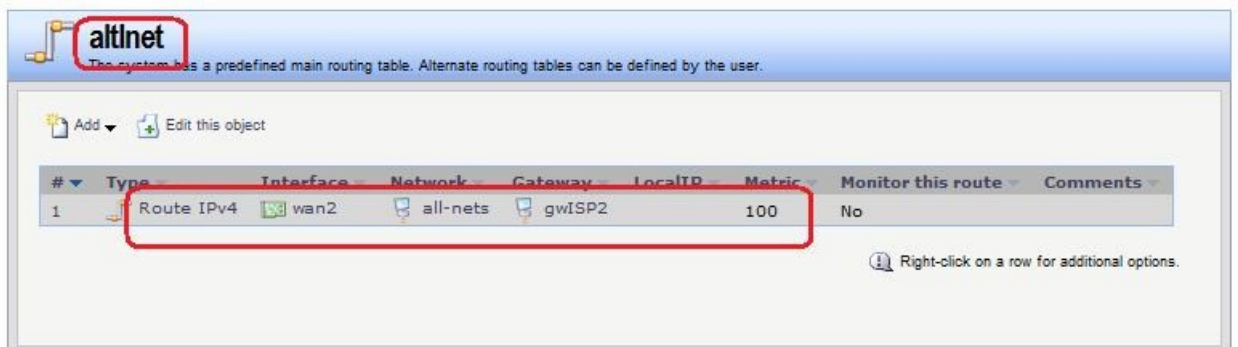 altInet
The system has a predefined main routing table. Alternate routing tables can be defined by the user.
Add Edit this object
# Type Interface Network Gateway LocalIP Metric Monitor this route Comments
1 Route IPv4 wan2 all-nets gwISP2 100 No
Right-click on a row for additional options.